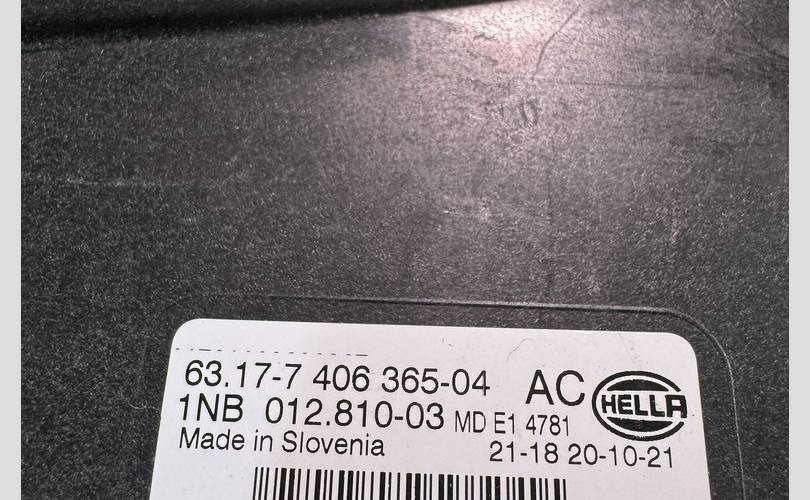 63.17-7 406 365-04 AC HELLA
1NB 012.810-03 MD E1 4781
Made in Slovenia 21-18 20-10-21